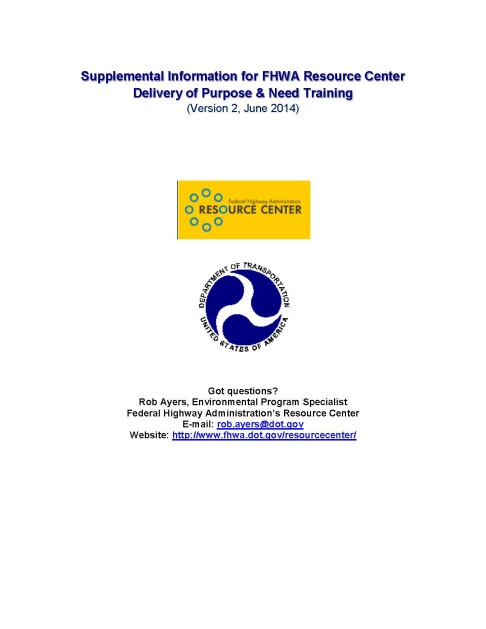 Supplemental Information for FHWA Resource Center
Delivery of Purpose & Need Training
(Version 2, June 2014)
Federal Highway Administration
RESOURCE CENTER
DEPARTMENT OF TRANSPORTATION
UNITED STATES OF AMERICA
Got questions?
Rob Ayers, Environmental Program Specialist
Federal Highway Administration's Resource Center
E-mail: rob.ayers@dot.gov
Website: http://www.fhwa.dot.gov/resourcecenter/